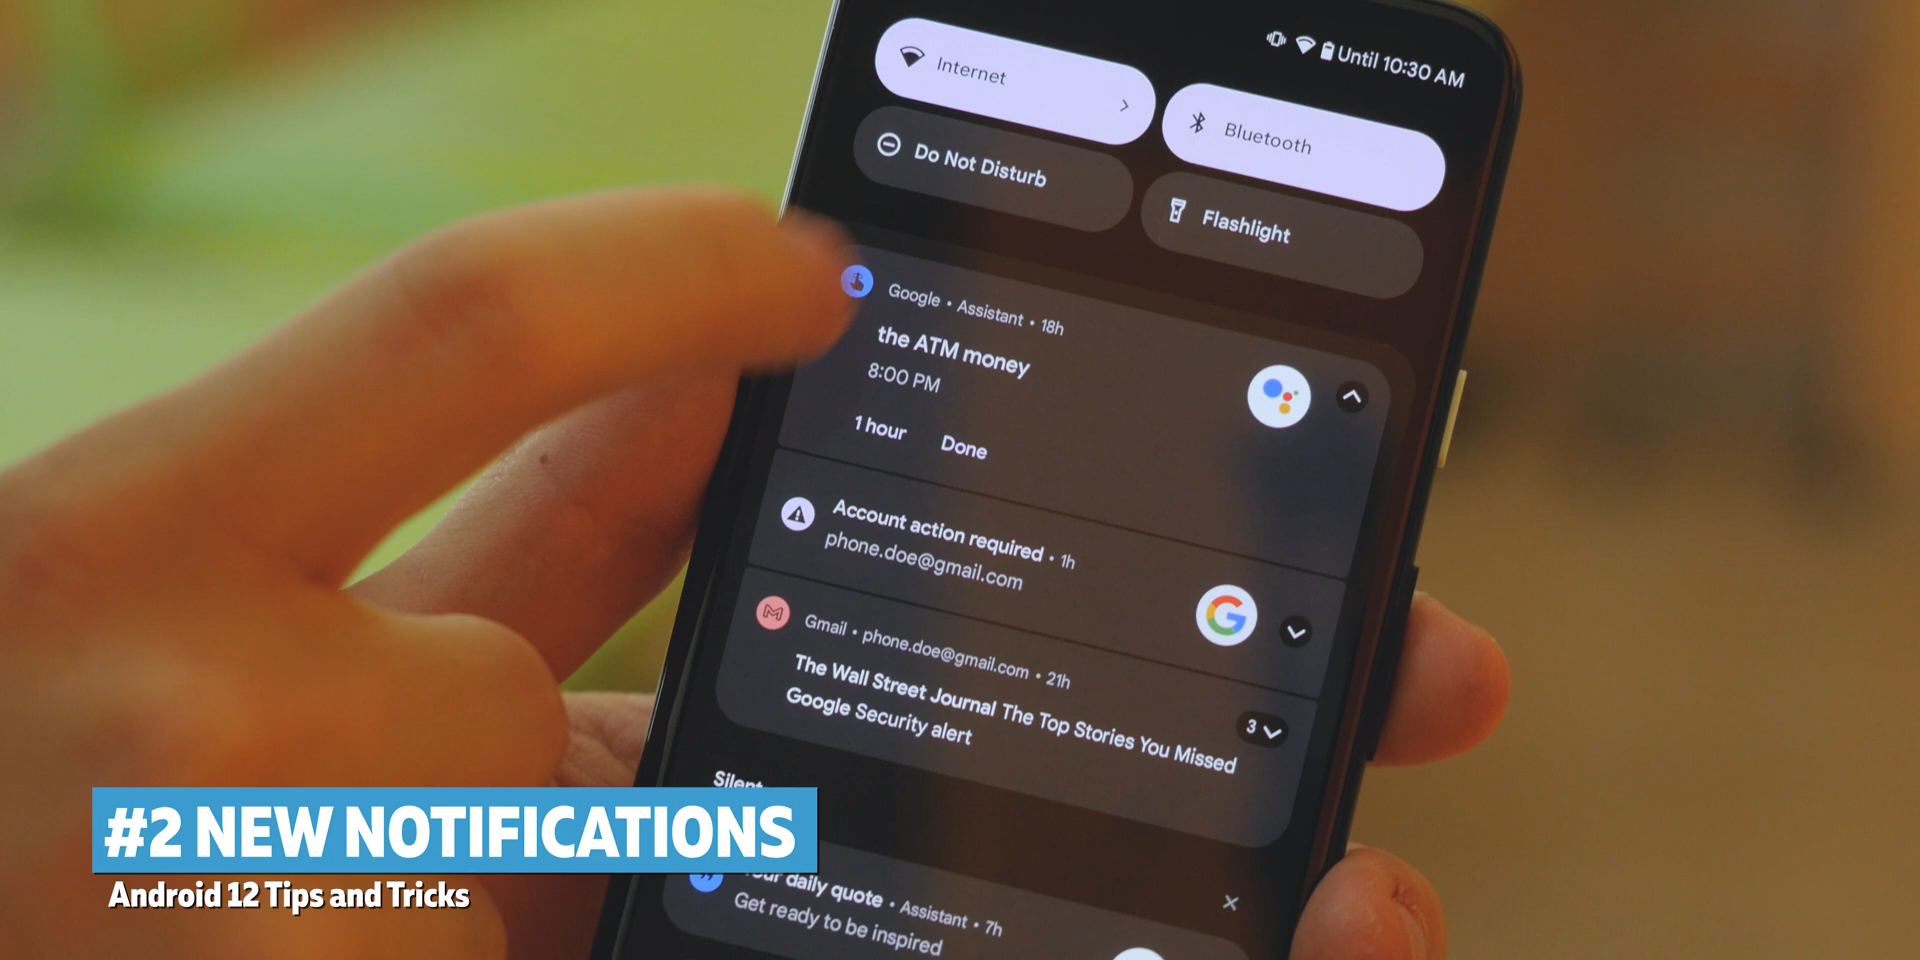 Until 10:30 AM
Internet
Bluetooth
Do Not Disturb
Flashlight
Google • Assistant • 18h
the ATM money
8:00 PM
1 hour Done
Account action required • 1h
phone.doe@gmail.com
Gmail • phone.doe@gmail.com • 21h
The Wall Street Journal The Top Stories You Missed
Google Security alert
3
Silent
#2 NEW NOTIFICATIONS
Android 12 Tips and Tricks
daily quote • Assistant • 7h
Get ready to be inspired